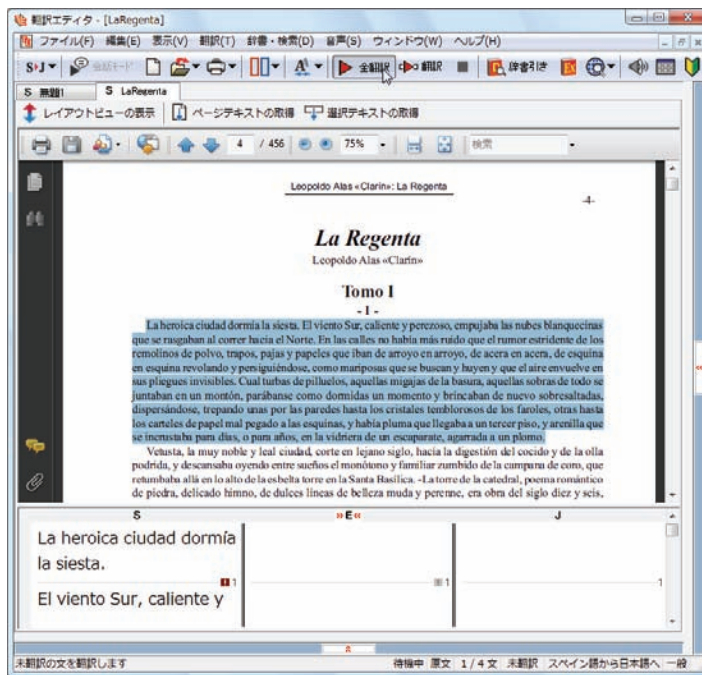 翻訳エディタ - [LaRegenta]
ファイル(F) 編集(E) 表示(V) 翻訳(T) 辞書・検索(D) 音声(S) ウィンドウ(W) ヘルプ(H)
S›J 会話モード A 全翻訳 翻訳 辞書引き
S 無題1 S LaRegenta
レイアウトビューの表示 ページテキストの取得 選択テキストの取得
4 / 456 75% 検索
Leopoldo Alas «Clarín»: La Regenta
-4-
La Regenta
Leopoldo Alas «Clarín»
Tomo I
- I -
La heroica ciudad dormía la siesta. El viento Sur, caliente y perezoso, empujaba las nubes blanquecinas
que se rasgaban al correr hacia el Norte. En las calles no había más ruido que el rumor estridente de los
remolinos de polvo, trapos, pajas y papeles que iban de arroyo en arroyo, de acera en acera, de esquina
en esquina revolando y persiguiéndose, como mariposas que se buscan y huyen y que el aire envuelve en
sus pliegues invisibles. Cual turbas de pilluelos, aquellas migajas de la basura, aquellas sobras de todo se
juntaban en un montón, parábanse como dormidas un momento y brincaban de nuevo sobresaltadas,
dispersándose, trepando unas por las paredes hasta los cristales temblorosos de los faroles, otras hasta
los carteles de papel mal pegado a las esquinas, y había pluma que llegaba a un tercer piso, y arenilla que
se incrustaba para días, o para años, en la vidriera de un escaparate, agarrada a un plomo.
Vetusta, la muy noble y leal ciudad, corte en lejano siglo, hacía la digestión del cocido y de la olla
podrida, y descansaba oyendo entre sueños el monótono y familiar zumbido de la campana de coro, que
retumbaba allá en lo alto de la esbelta torre en la Santa Basílica. -La torre de la catedral, poema romántico
de piedra, delicado himno, de dulces líneas de belleza muda y perenne, era obra del siglo diez y seis,
S »E« J
La heroica ciudad dormía
la siesta.
1 1 1
El viento Sur, caliente y
未翻訳の文を翻訳します 待機中 原文 1 / 4 文 未翻訳 スペイン語から日本語へ 一般